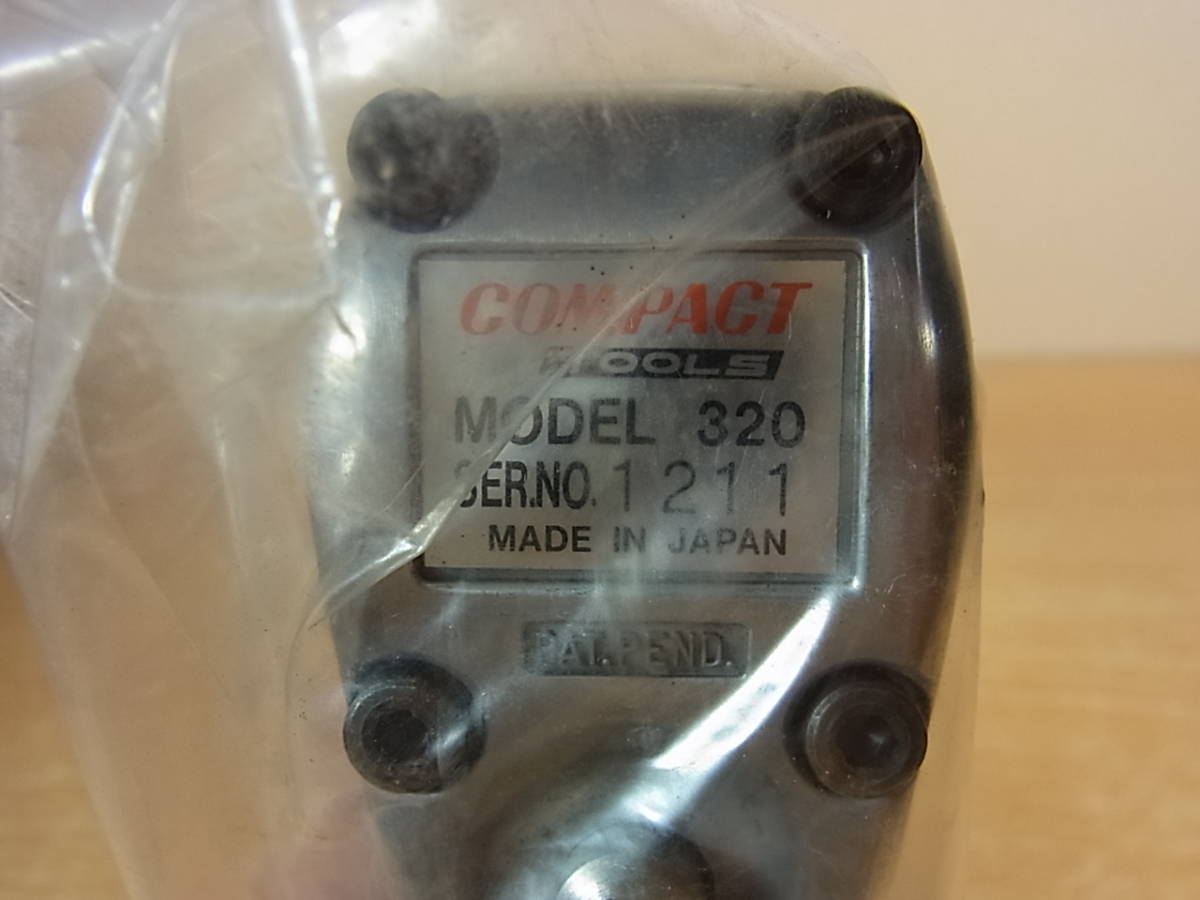 COMPACT
TOOLS
MODEL 320
SER.NO. 1211
MADE IN JAPAN
PAT.PEND.